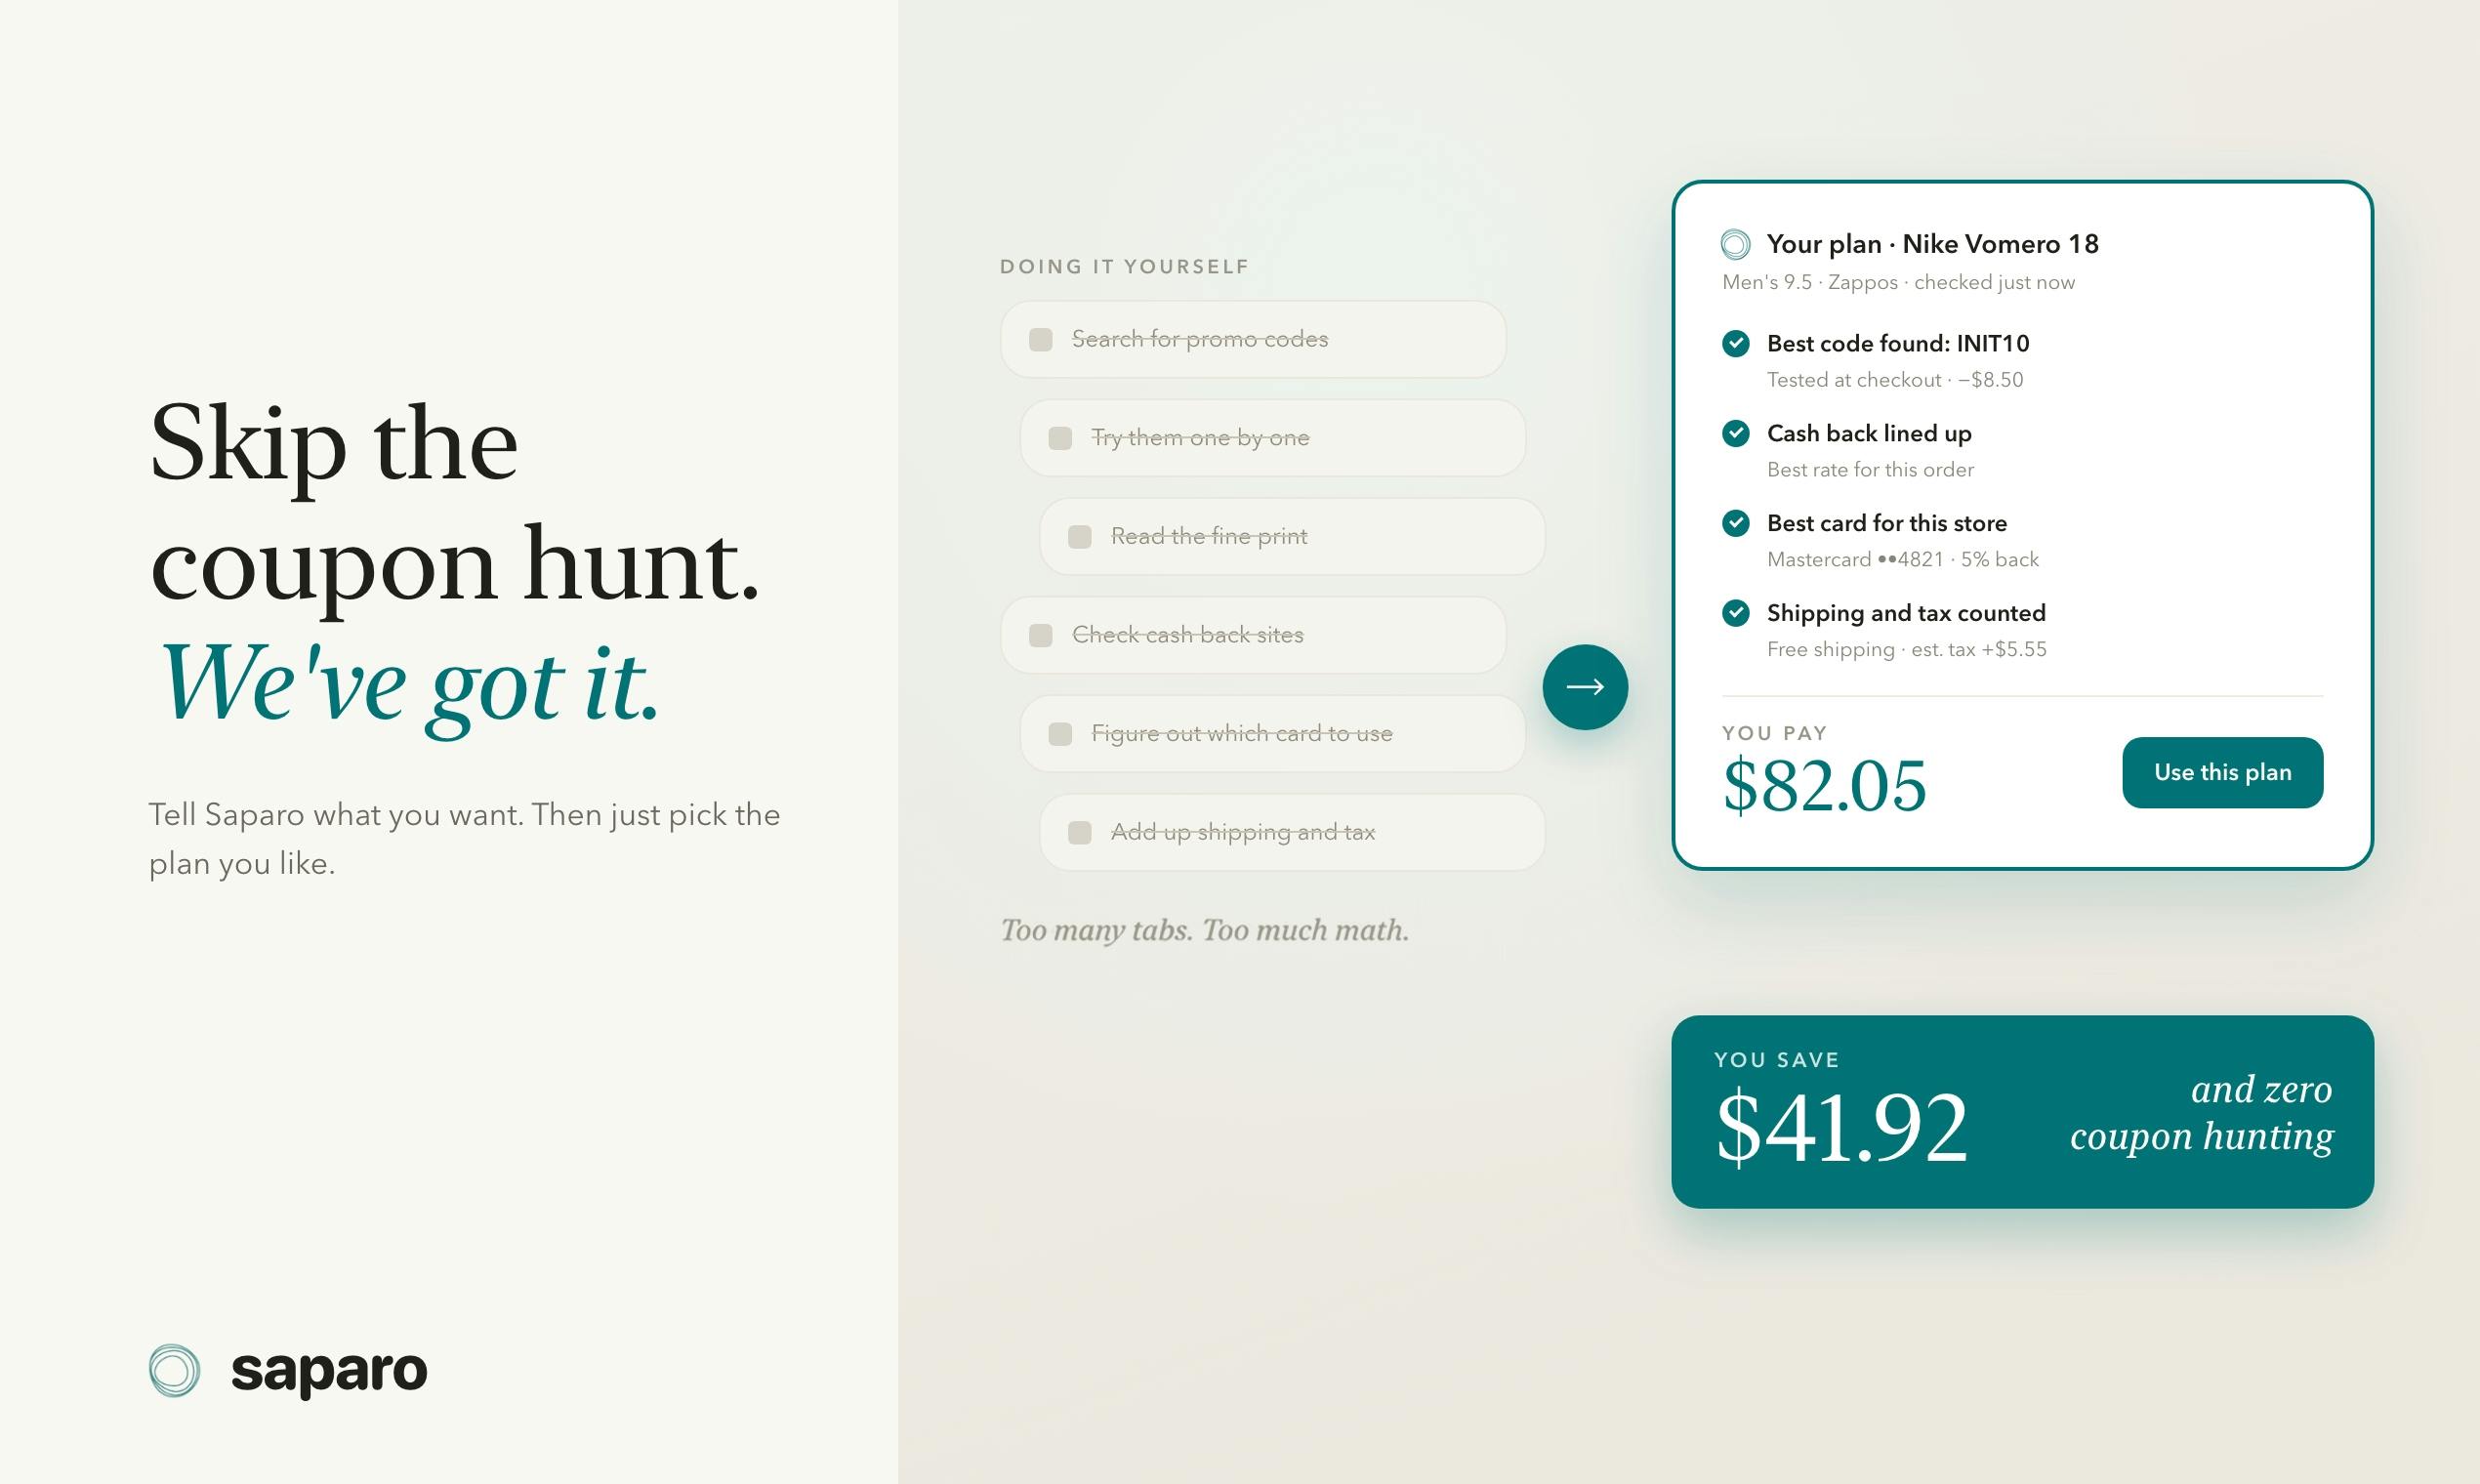 Skip the
coupon hunt.
We've got it.
Tell Saparo what you want. Then just pick the
plan you like.
saparo
DOING IT YOURSELF
Search for promo codes
Try them one by one
Read the fine print
Check cash back sites
Figure out which card to use
Add up shipping and tax
Too many tabs. Too much math.
→
Your plan · Nike Vomero 18
Men's 9.5 · Zappos · checked just now
Best code found: INIT10
Tested at checkout · −$8.50
Cash back lined up
Best rate for this order
Best card for this store
Mastercard ••4821 · 5% back
Shipping and tax counted
Free shipping · est. tax +$5.55
YOU PAY
$82.05
Use this plan
YOU SAVE
$41.92
and zero
coupon hunting